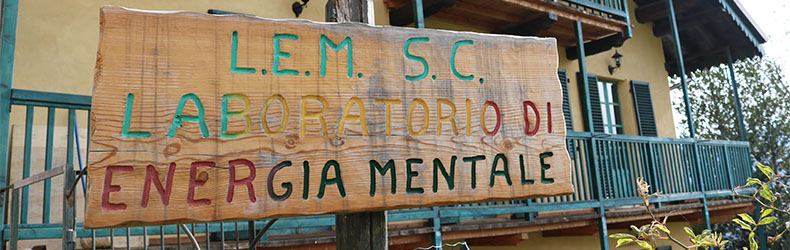 L.E.M. S.C.
LABORATORIO DI
ENERGIA MENTALE